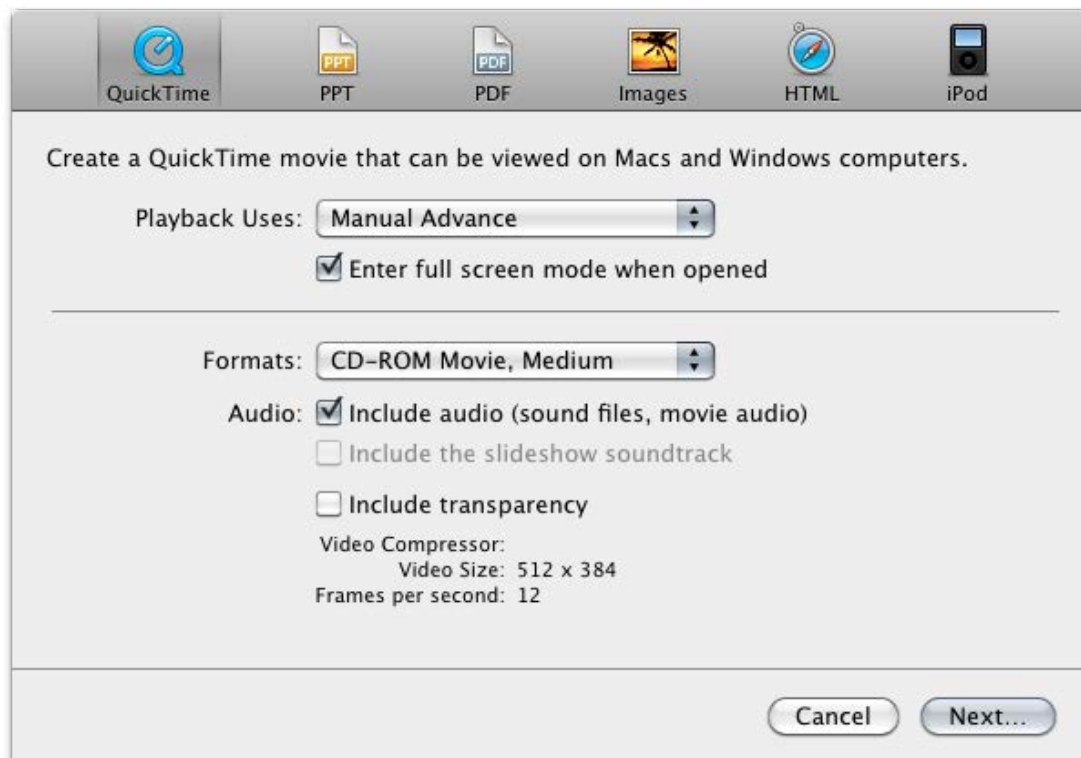 PPT
PDF
QuickTime
PPT
PDF
Images
HTML
iPod
Create a QuickTime movie that can be viewed on Macs and Windows computers.
Playback Uses: Manual Advance
Enter full screen mode when opened
Formats: CD-ROM Movie, Medium
Audio: Include audio (sound files, movie audio)
Include the slideshow soundtrack
Include transparency
Video Compressor:
Video Size: 512 x 384
Frames per second: 12
Cancel
Next...